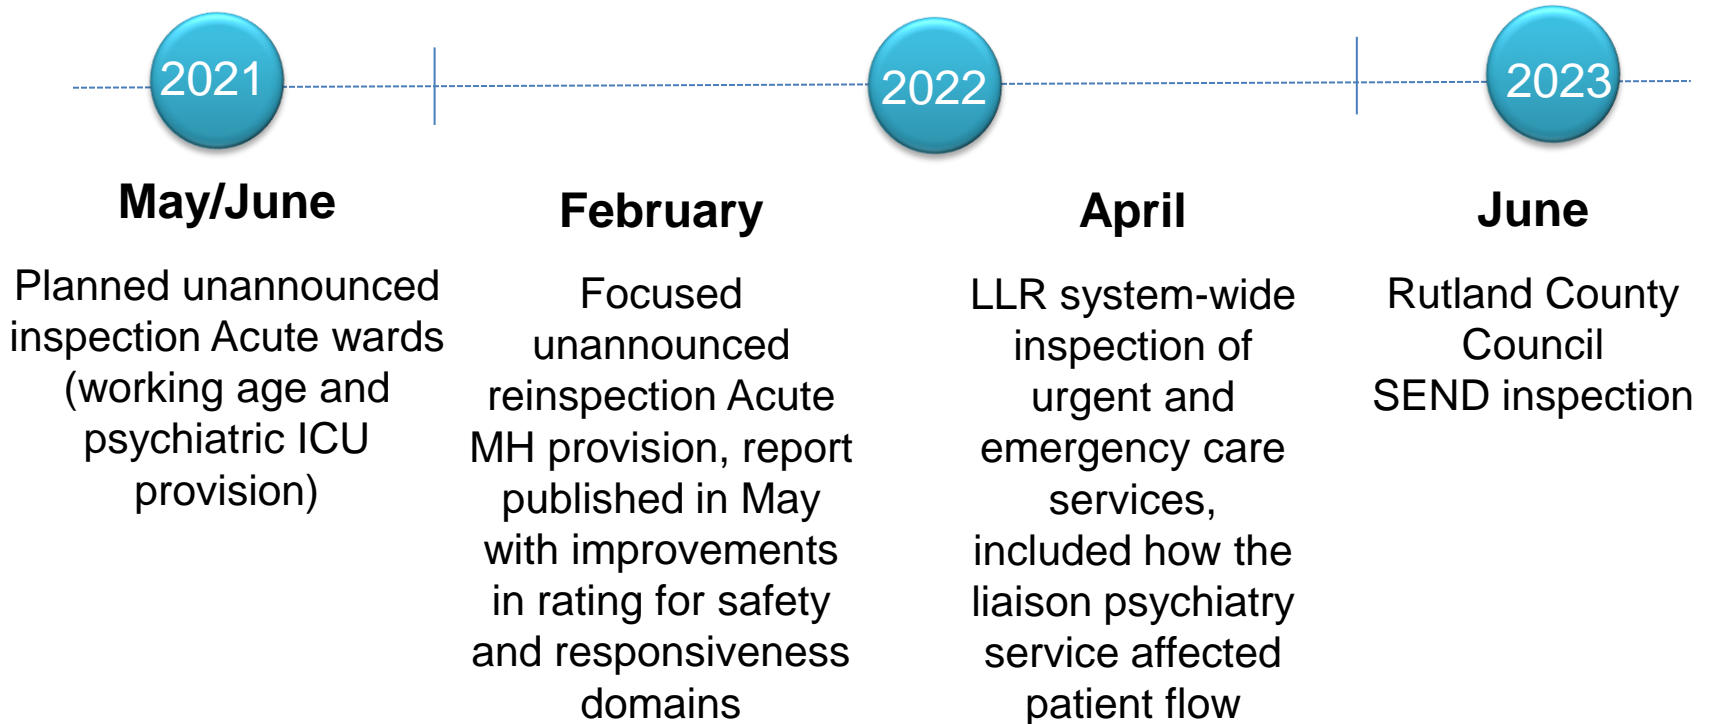 2021
2022
2023
May/June
Planned unannounced
inspection Acute wards
(working age and
psychiatric ICU
provision)
February
Focused
unannounced
reinspection Acute
MH provision, report
published in May
with improvements
in rating for safety
and responsiveness
domains
April
LLR system-wide
inspection of
urgent and
emergency care
services,
included how the
liaison psychiatry
service affected
patient flow
June
Rutland County
Council
SEND inspection